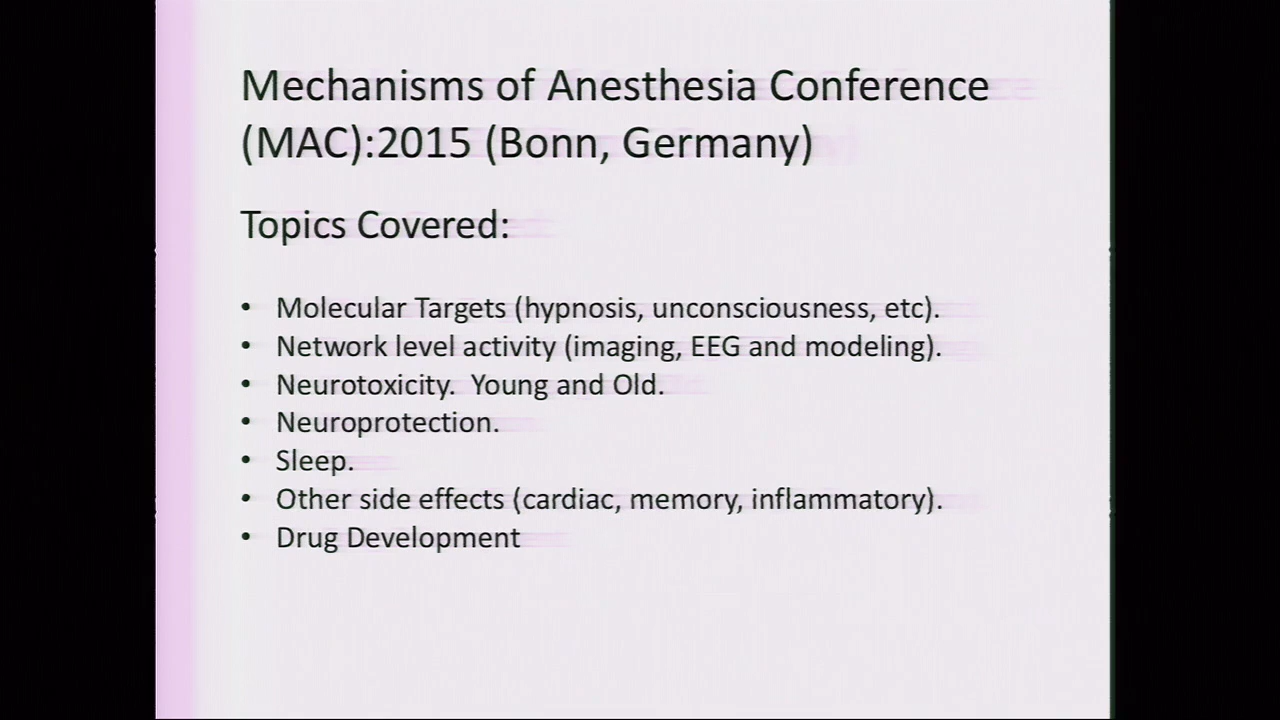 Mechanisms of Anesthesia Conference
(MAC):2015 (Bonn, Germany)
Topics Covered:
• Molecular Targets (hypnosis, unconsciousness, etc).
• Network level activity (imaging, EEG and modeling).
• Neurotoxicity.  Young and Old.
• Neuroprotection.
• Sleep.
• Other side effects (cardiac, memory, inflammatory).
• Drug Development